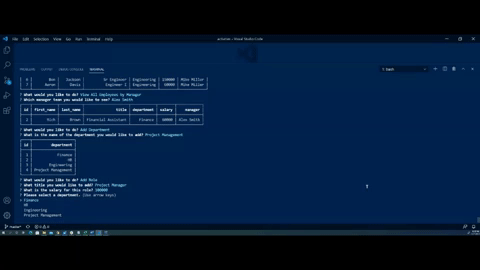 File Edit Selection View Go Run Terminal Help
Visual Studio Code
PROBLEMS OUTPUT DEBUG CONSOLE TERMINAL
bash
6 Ben Jackson Sr Engineer Engineering Mike Miller
7 Aaron Davis Engineer I Engineering Mike Miller
? What would you like to do? View All Employees by Manager
? Which manager team you would like to see? Alex Smith
id first_name last_name title department salary manager
2 Rich Brown Financial Assistant Finance Alex Smith
? What would you like to do? Add Department
? What is the name of the department you would like to add? Project Management
id department
1 Finance
2 HR
3 Engineering
4 Project Management
? What would you like to do? Add Role
? What title you would like to add? Project Manager
? What is the salary for this role? 100000
? Please select a department. (Use arrow keys)
> Finance
HR
Engineering
Project Management